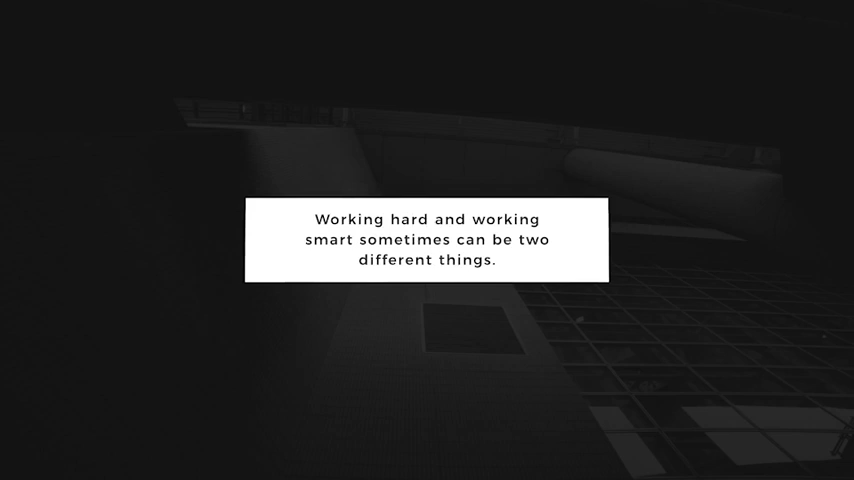 Working hard and working
smart sometimes can be two
different things.